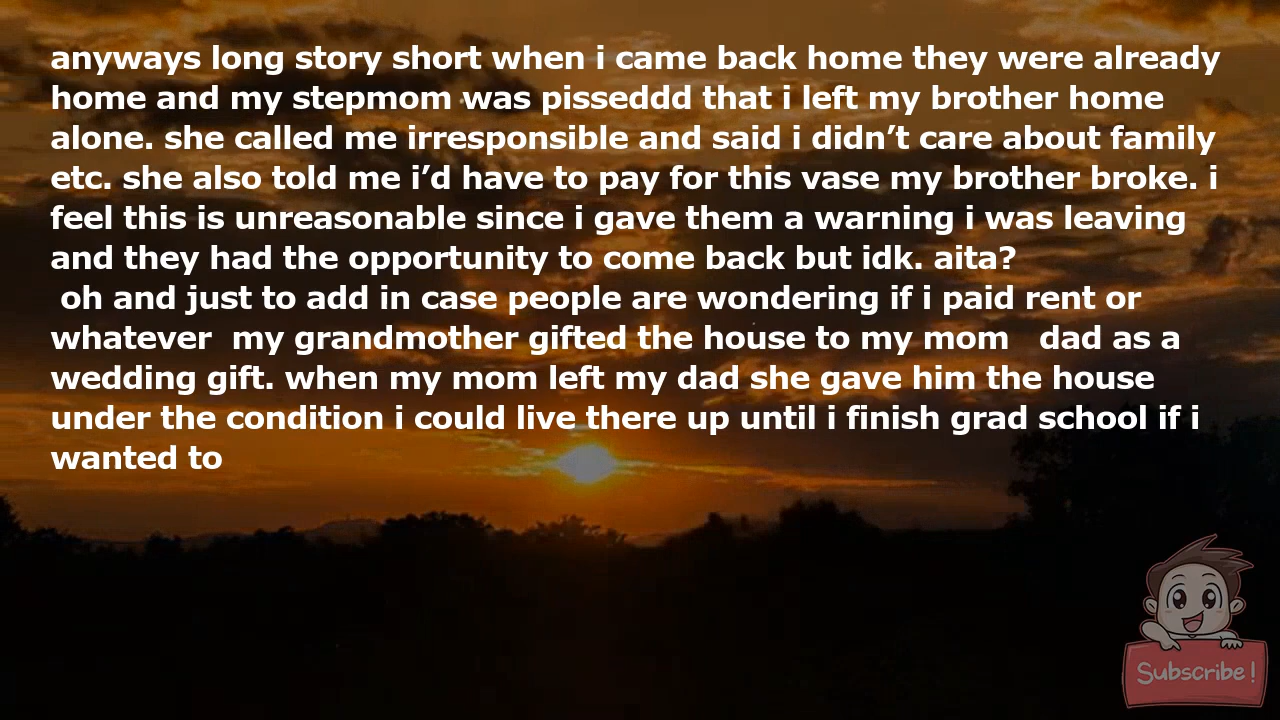 anyways long story short when i came back home they were already
home and my stepmom was pisseddd that i left my brother home
alone. she called me irresponsible and said i didn’t care about family
etc. she also told me i’d have to pay for this vase my brother broke. i
feel this is unreasonable since i gave them a warning i was leaving
and they had the opportunity to come back but idk. aita?
oh and just to add in case people are wondering if i paid rent or
whatever  my grandmother gifted the house to my mom   dad as a
wedding gift. when my mom left my dad she gave him the house
under the condition i could live there up until i finish grad school if i
wanted to
Subscribe!